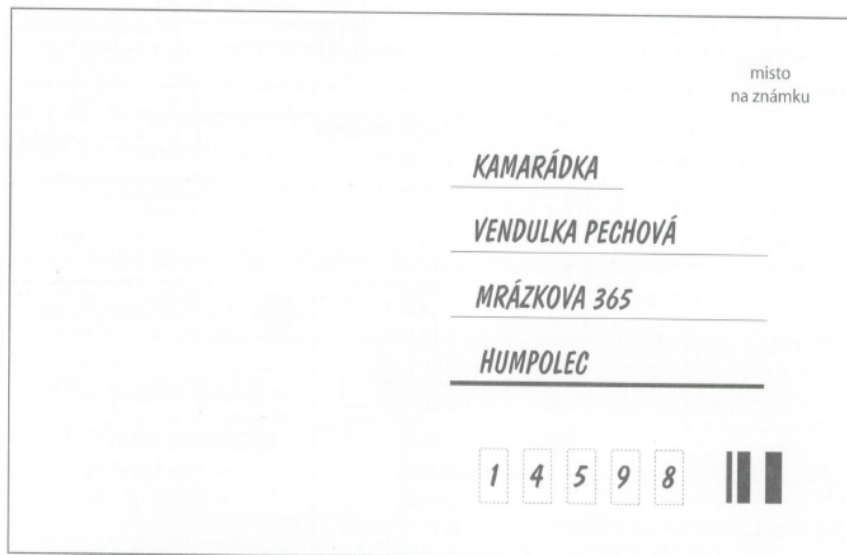 misto
na známku
KAMARÁDKA
VENDULKA PECHOVÁ
MRÁZKOVA 365
HUMPOLEC
1 4 5 9 8